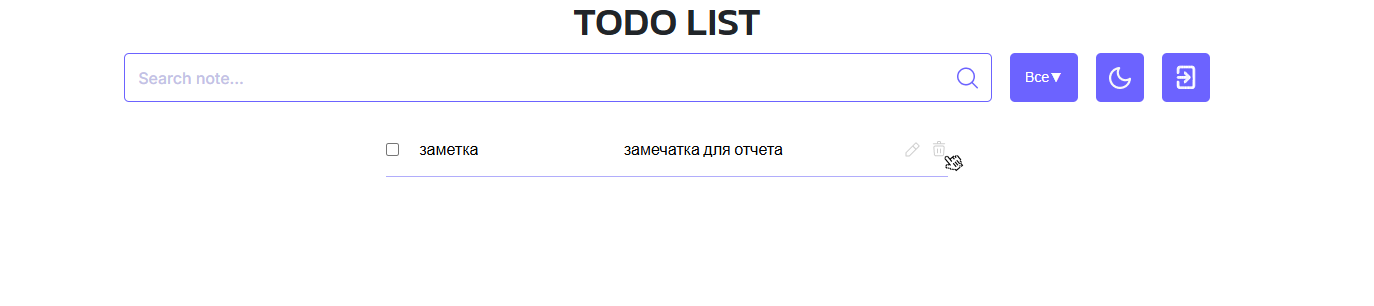 TODO LIST
Search note...
Все▼
заметка
замечатка для отчета